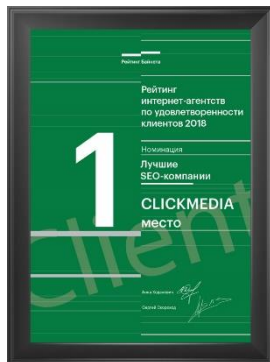 Рейтинг Байнета
Рейтинг
интернет-агентств
по удовлетворенности
клиентов 2018
Номинация
Лучшие
SEO-компании
1
CLICKMEDIA
место
Client